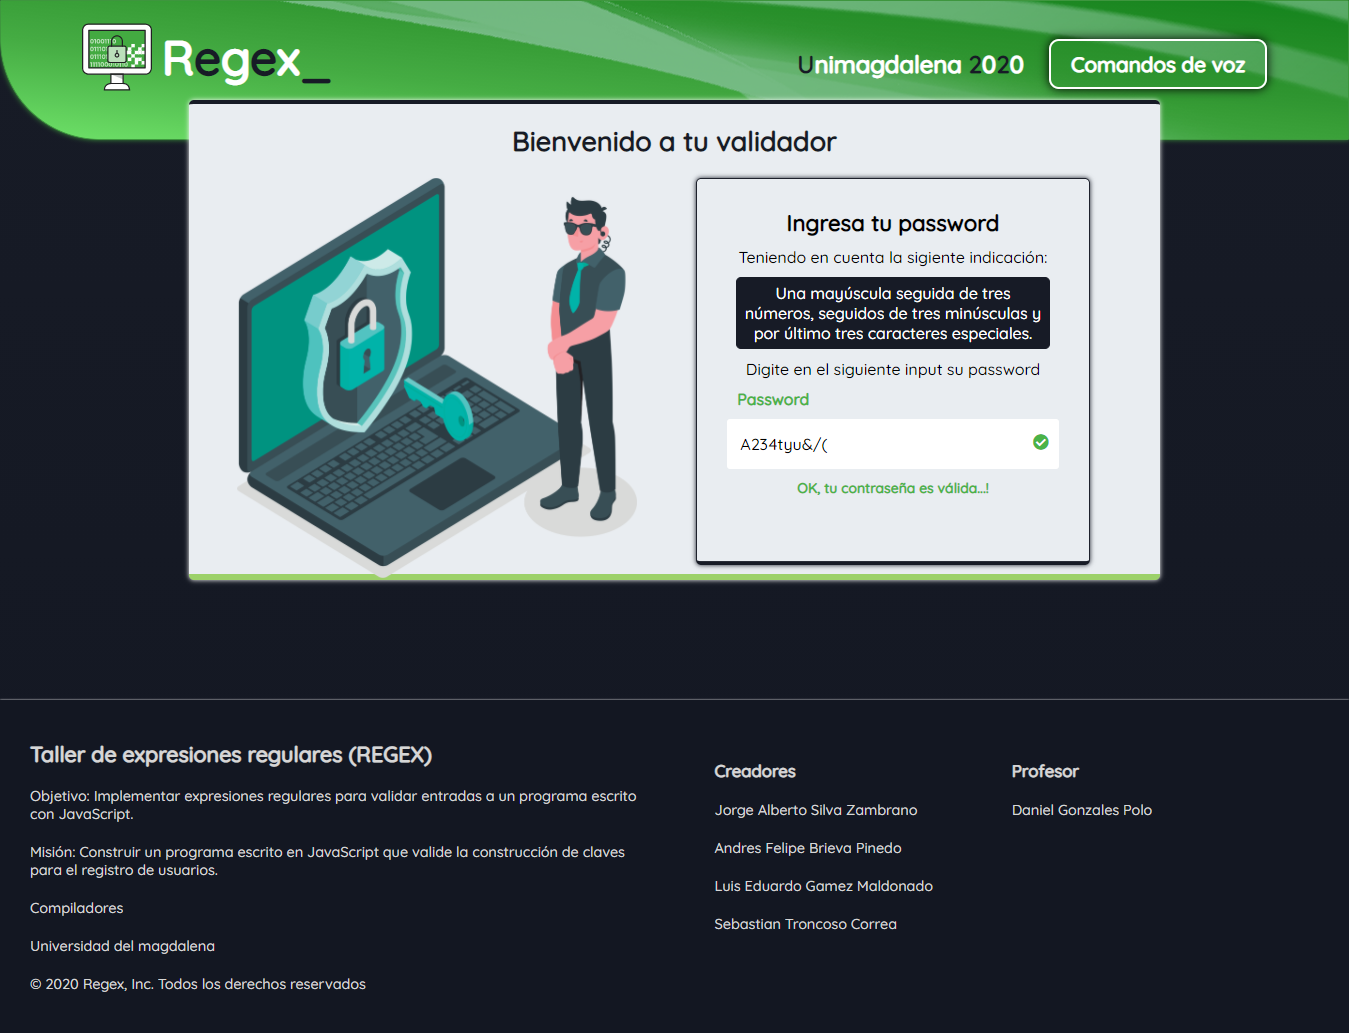 01001110
Regex_
Unimagdalena 2020
Comandos de voz
Bienvenido a tu validador
Ingresa tu password
Teniendo en cuenta la sigiente indicación:
Una mayúscula seguida de tres
números, seguidos de tres minúsculas y
por último tres caracteres especiales.
Digite en el siguiente input su password
Password
A234tyu&/(
OK, tu contraseña es válida...!
Taller de expresiones regulares (REGEX)
Objetivo: Implementar expresiones regulares para validar entradas a un programa escrito
con JavaScript.
Misión: Construir un programa escrito en JavaScript que valide la construcción de claves
para el registro de usuarios.
Compiladores
Universidad del magdalena
© 2020 Regex, Inc. Todos los derechos reservados
Creadores
Jorge Alberto Silva Zambrano
Andres Felipe Brieva Pinedo
Luis Eduardo Gamez Maldonado
Sebastian Troncoso Correa
Profesor
Daniel Gonzales Polo